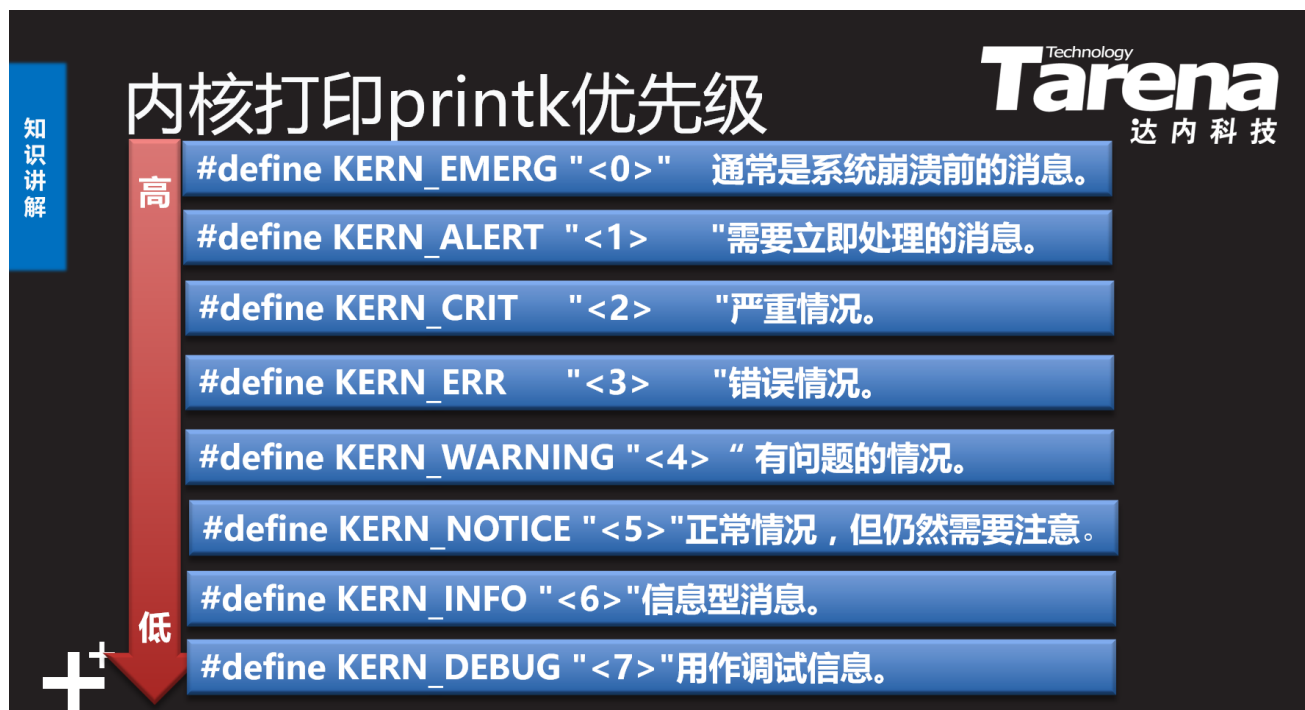 Technology
Tarena
达内科技
知识讲解
内核打印printk优先级
高
#define KERN_EMERG "<0>" 通常是系统崩溃前的消息。
#define KERN_ALERT "<1> "需要立即处理的消息。
#define KERN_CRIT "<2> "严重情况。
#define KERN_ERR "<3> "错误情况。
#define KERN_WARNING "<4> “ 有问题的情况。
#define KERN_NOTICE "<5>"正常情况，但仍然需要注意。
#define KERN_INFO "<6>"信息型消息。
低
#define KERN_DEBUG "<7>"用作调试信息。